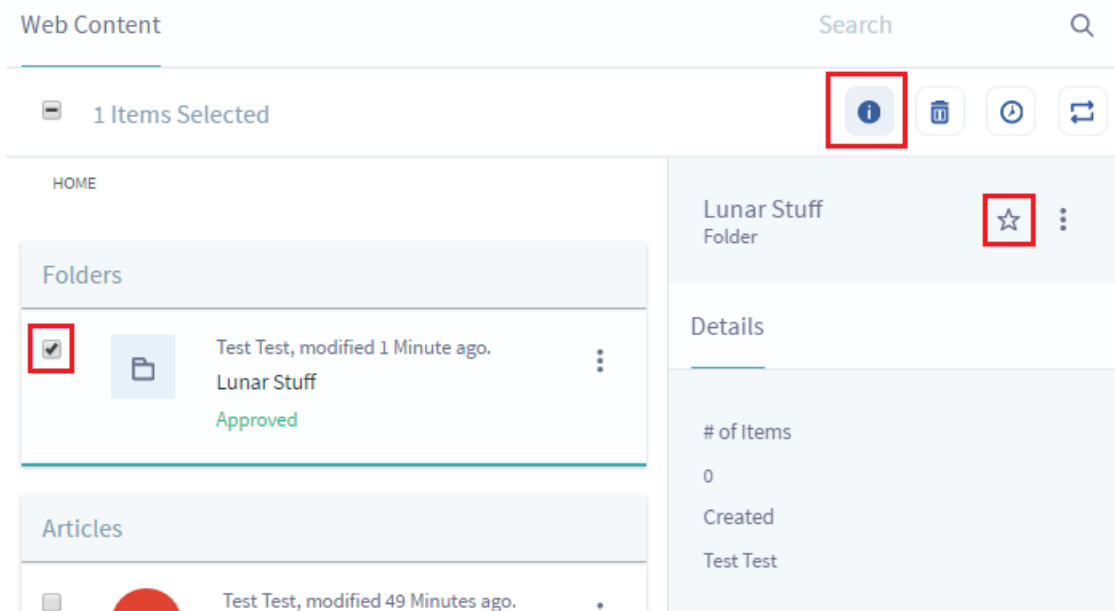 Web Content
Search
1 Items Selected
HOME
Folders
Test Test, modified 1 Minute ago.
Lunar Stuff
Approved
Articles
Test Test, modified 49 Minutes ago.
Lunar Stuff
Folder
Details
# of Items
0
Created
Test Test